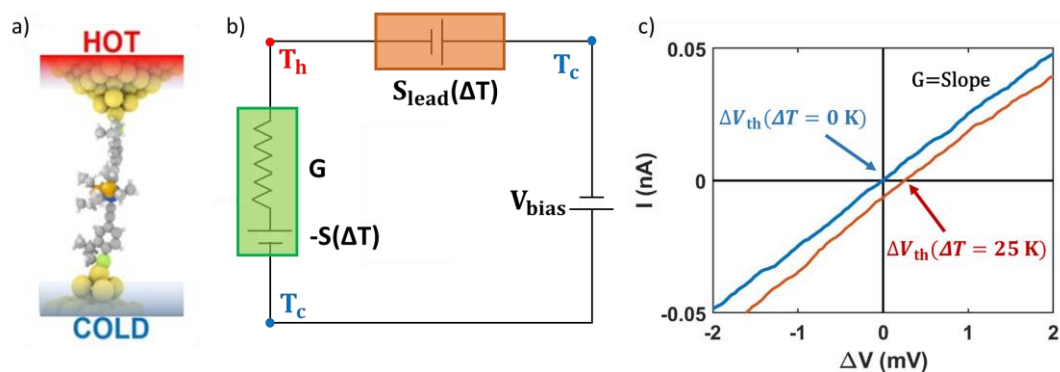 a)
HOT
COLD
b)
T_h
S_lead(ΔT)
T_c
G
-S(ΔT)
V_bias
T_c
c)
0.05
G=Slope
ΔV_th(ΔT = 0 K)
I (nA)
0
ΔV_th(ΔT = 25 K)
-0.05
-2 -1 0 1 2
ΔV (mV)